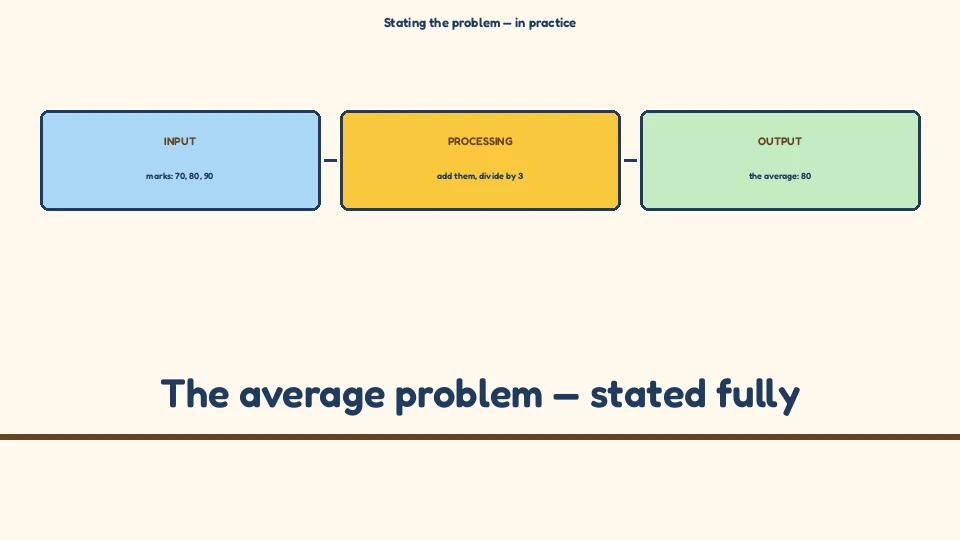 Stating the problem — in practice
INPUT
marks: 70, 80, 90
PROCESSING
add them, divide by 3
OUTPUT
the average: 80
The average problem — stated fully